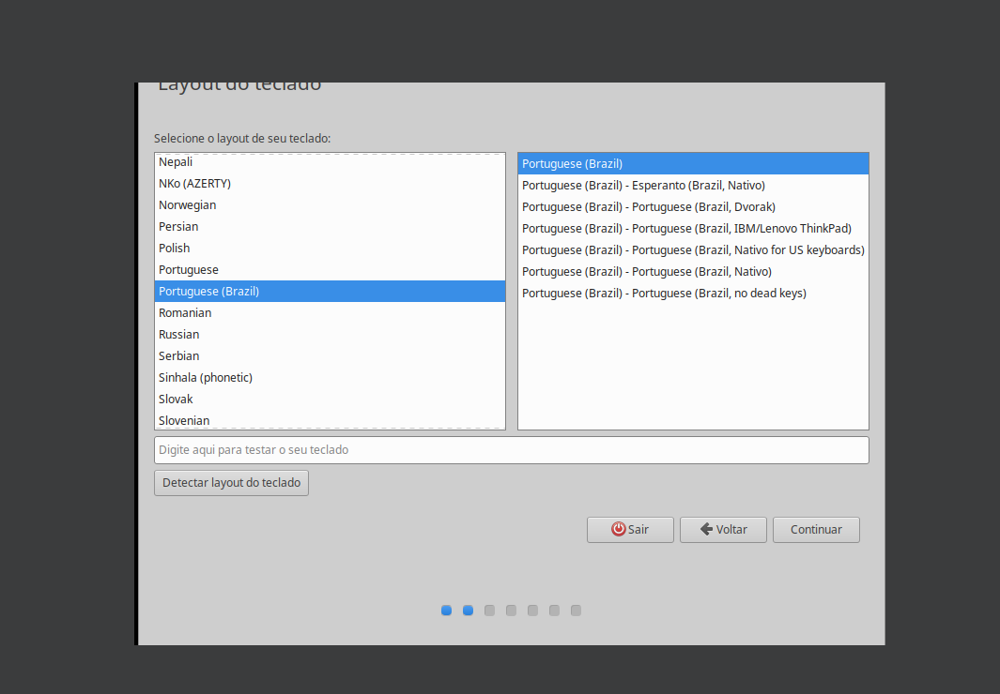 Layout do teclado
Selecione o layout de seu teclado:
Nepali
NKo (AZERTY)
Norwegian
Persian
Polish
Portuguese
Portuguese (Brazil)
Romanian
Russian
Serbian
Sinhala (phonetic)
Slovak
Slovenian
Portuguese (Brazil)
Portuguese (Brazil) - Esperanto (Brazil, Nativo)
Portuguese (Brazil) - Portuguese (Brazil, Dvorak)
Portuguese (Brazil) - Portuguese (Brazil, IBM/Lenovo ThinkPad)
Portuguese (Brazil) - Portuguese (Brazil, Nativo for US keyboards)
Portuguese (Brazil) - Portuguese (Brazil, Nativo)
Portuguese (Brazil) - Portuguese (Brazil, no dead keys)
Digite aqui para testar o seu teclado
Detectar layout do teclado
Sair
Voltar
Continuar